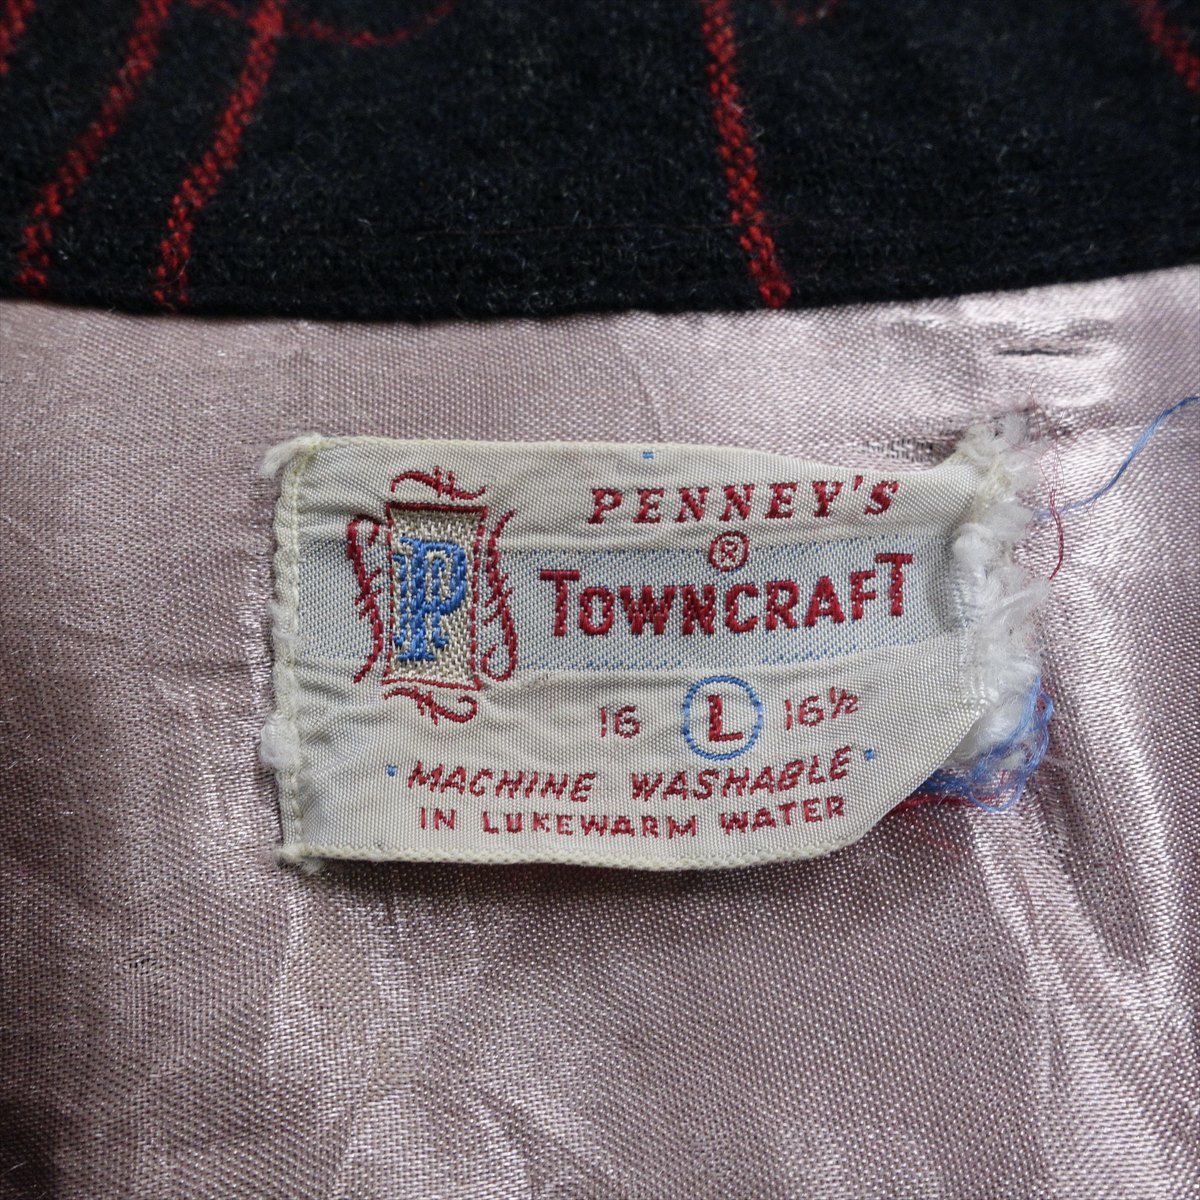 P
PENNEY'S
®
TOWNCRAFT
16 L 16½
MACHINE WASHABLE
IN LUKEWARM WATER